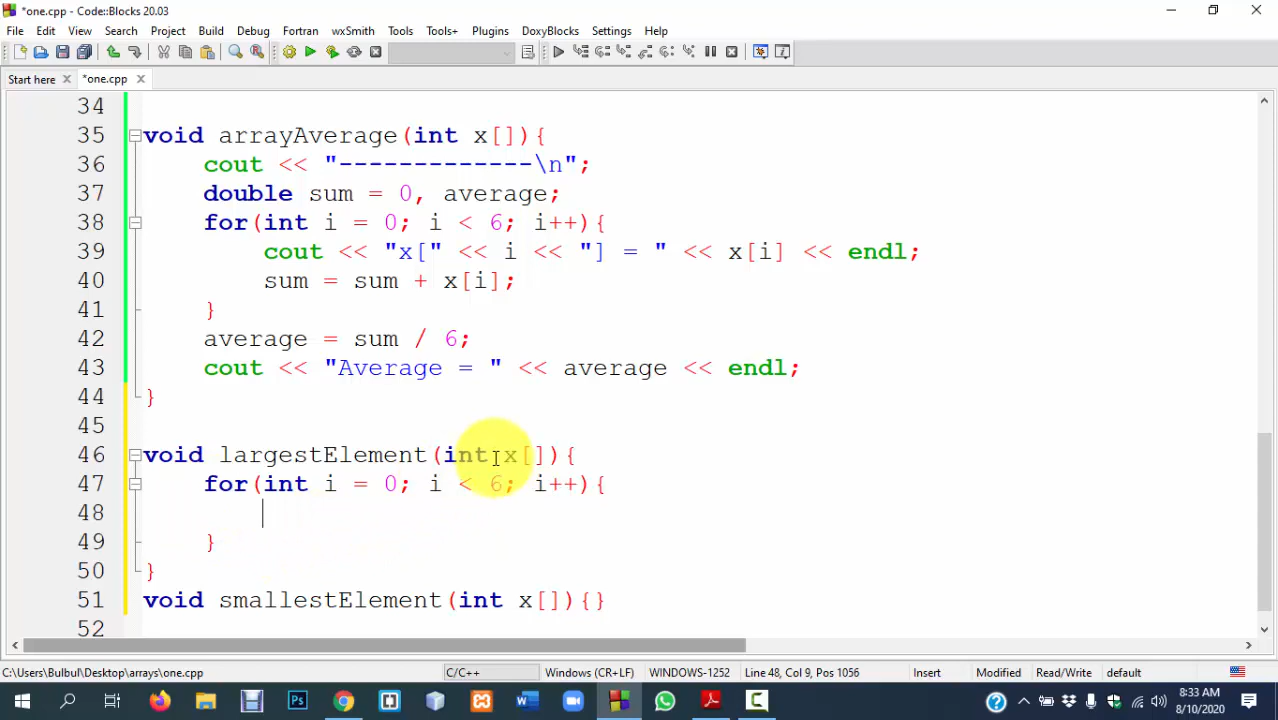 *one.cpp - Code::Blocks 20.03
File Edit View Search Project Build Debug Fortran wxSmith Tools Tools+ Plugins DoxyBlocks Settings Help
Start here *one.cpp
34
35 void arrayAverage(int x[]){
36 cout << "-------------\n";
37 double sum = 0, average;
38 for(int i = 0; i < 6; i++){
39 cout << "x[" << i << "] = " << x[i] << endl;
40 sum = sum + x[i];
41 }
42 average = sum / 6;
43 cout << "Average = " << average << endl;
44 }
45
46 void largestElement(int x[]){
47 for(int i = 0; i < 6; i++){
48
49 }
50 }
51 void smallestElement(int x[]){}
52
C:\Users\Bulbul\Desktop\arrays\one.cpp C/C++ Windows (CR+LF) WINDOWS-1252 Line 48, Col 9, Pos 1056 Insert Modified Read/Write default
Ps W 8:33 AM
8/10/2020